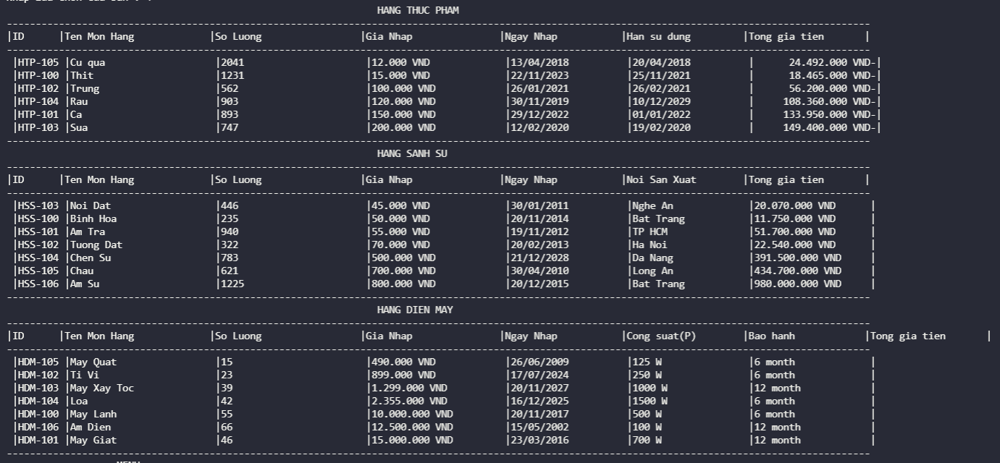 HANG THUC PHAM
|ID |Ten Mon Hang |So Luong |Gia Nhap |Ngay Nhap |Han su dung |Tong gia tien |
|HTP-105 |Cu qua |2041 |12.000 VND |13/04/2018 |20/04/2018 | 24.492.000 VND-|
|HTP-100 |Thit |1231 |15.000 VND |22/11/2023 |25/11/2021 | 18.465.000 VND-|
|HTP-102 |Trung |562 |100.000 VND |26/01/2021 |26/02/2021 | 56.200.000 VND-|
|HTP-104 |Rau |903 |120.000 VND |30/11/2019 |10/12/2029 | 108.360.000 VND-|
|HTP-101 |Ca |893 |150.000 VND |29/12/2022 |01/01/2022 | 133.950.000 VND-|
|HTP-103 |Sua |747 |200.000 VND |12/02/2020 |19/02/2020 | 149.400.000 VND-|
HANG SANH SU
|ID |Ten Mon Hang |So Luong |Gia Nhap |Ngay Nhap |Noi San Xuat |Tong gia tien |
|HSS-103 |Noi Dat |446 |45.000 VND |30/01/2011 |Nghe An |20.070.000 VND |
|HSS-100 |Binh Hoa |235 |50.000 VND |20/11/2014 |Bat Trang |11.750.000 VND |
|HSS-101 |Am Tra |940 |55.000 VND |19/11/2012 |TP HCM |51.700.000 VND |
|HSS-102 |Tuong Dat |322 |70.000 VND |20/02/2013 |Ha Noi |22.540.000 VND |
|HSS-104 |Chen Su |783 |500.000 VND |21/12/2028 |Da Nang |391.500.000 VND |
|HSS-105 |Chau |621 |700.000 VND |30/04/2010 |Long An |434.700.000 VND |
|HSS-106 |Am Su |1225 |800.000 VND |20/12/2015 |Bat Trang |980.000.000 VND |
HANG DIEN MAY
|ID |Ten Mon Hang |So Luong |Gia Nhap |Ngay Nhap |Cong suat(P) |Bao hanh |Tong gia tien |
|HDM-105 |May Quat |15 |490.000 VND |26/06/2009 |125 W |6 month |
|HDM-102 |Ti Vi |23 |899.000 VND |17/07/2024 |250 W |6 month |
|HDM-103 |May Xay Toc |39 |1.299.000 VND |20/11/2027 |1000 W |12 month |
|HDM-104 |Loa |42 |2.355.000 VND |16/12/2025 |1500 W |6 month |
|HDM-100 |May Lanh |55 |10.000.000 VND |20/11/2017 |500 W |6 month |
|HDM-106 |Am Dien |66 |12.500.000 VND |15/05/2002 |100 W |12 month |
|HDM-101 |May Giat |46 |15.000.000 VND |23/03/2016 |700 W |12 month |